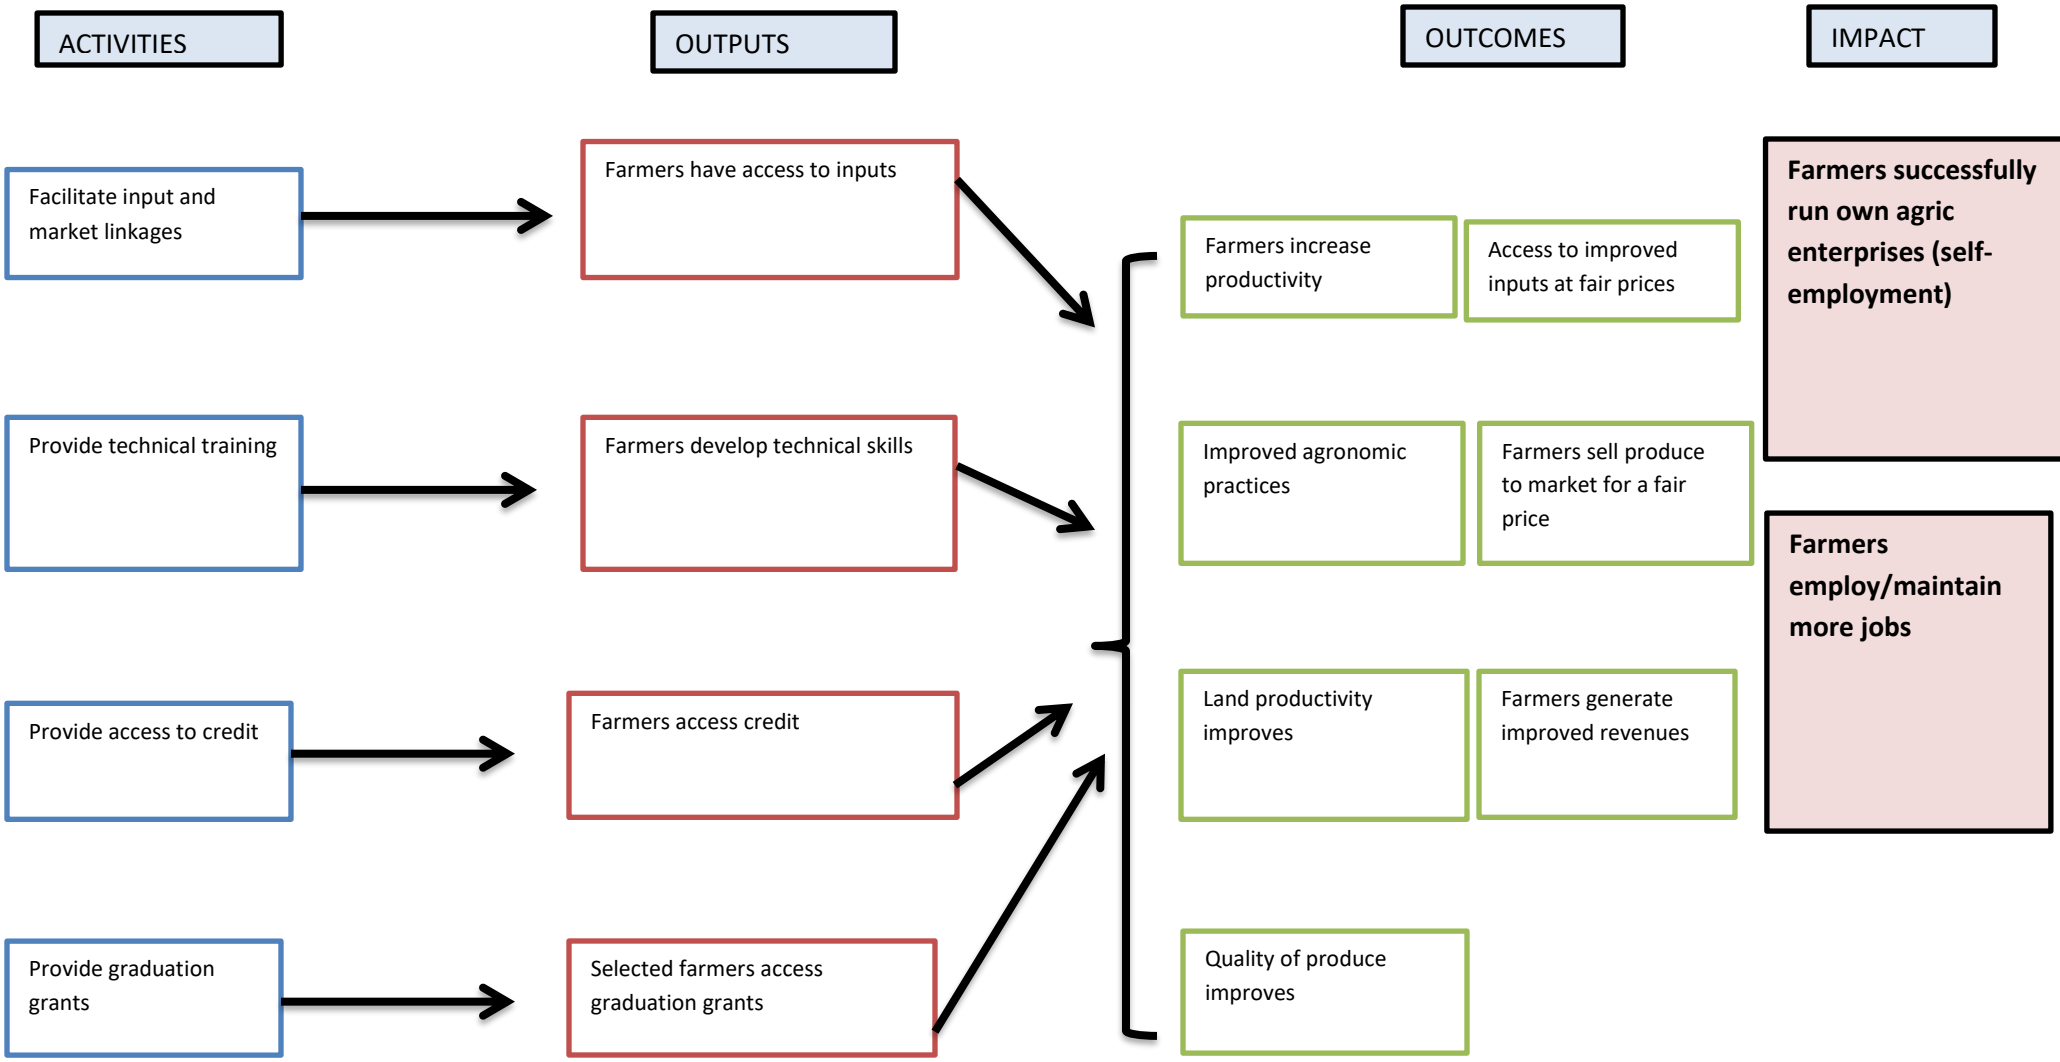 ACTIVITIES
OUTPUTS
OUTCOMES
IMPACT
Facilitate input and
market linkages
Farmers have access to inputs
Farmers increase
productivity
Access to improved
inputs at fair prices
Farmers successfully
run own agric
enterprises (self-
employment)
Provide technical training
Farmers develop technical skills
Improved agronomic
practices
Farmers sell produce
to market for a fair
price
Farmers
employ/maintain
more jobs
Provide access to credit
Farmers access credit
Land productivity
improves
Farmers generate
improved revenues
Provide graduation
grants
Selected farmers access
graduation grants
Quality of produce
improves